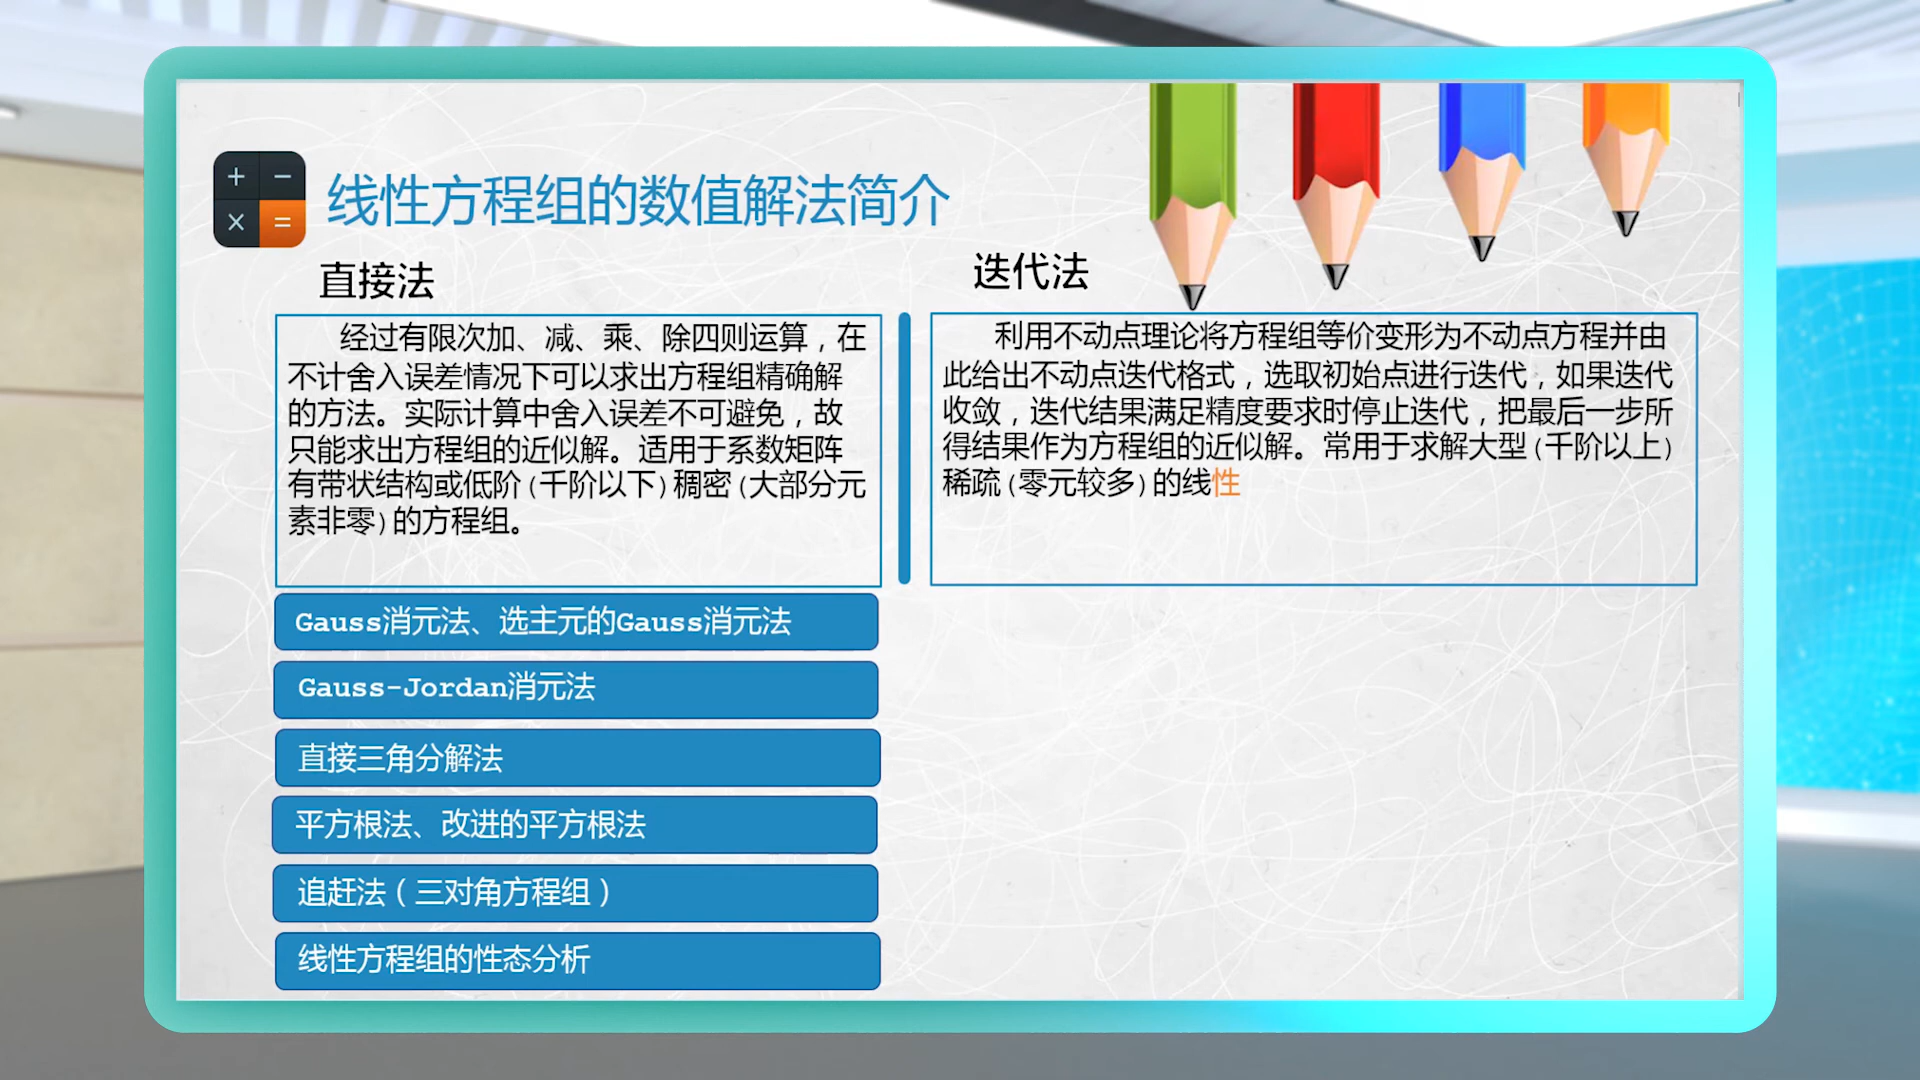 + −
× =
线性方程组的数值解法简介
直接法
经过有限次加、减、乘、除四则运算，在
不计舍入误差情况下可以求出方程组精确解
的方法。实际计算中舍入误差不可避免，故
只能求出方程组的近似解。适用于系数矩阵
有带状结构或低阶(千阶以下)稠密(大部分元
素非零)的方程组。
Gauss消元法、选主元的Gauss消元法
Gauss-Jordan消元法
直接三角分解法
平方根法、改进的平方根法
追赶法（三对角方程组）
线性方程组的性态分析
迭代法
利用不动点理论将方程组等价变形为不动点方程并由
此给出不动点迭代格式，选取初始点进行迭代，如果迭代
收敛，迭代结果满足精度要求时停止迭代，把最后一步所
得结果作为方程组的近似解。常用于求解大型(千阶以上)
稀疏(零元较多)的线性